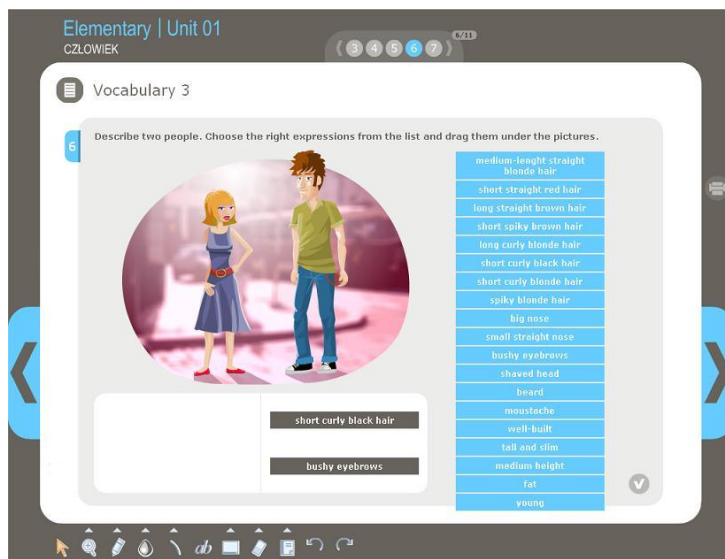 Elementary | Unit 01
CZŁOWIEK
3 4 5 6 7
6/11
Vocabulary 3
6
Describe two people. Choose the right expressions from the list and drag them under the pictures.
medium-lenght straight
blonde hair
short straight red hair
long straight brown hair
short spiky brown hair
long curly blonde hair
short curly black hair
short curly blonde hair
spiky blonde hair
big nose
small straight nose
bushy eyebrows
shaved head
beard
moustache
well-built
tall and slim
medium height
fat
young
short curly black hair
bushy eyebrows
ab